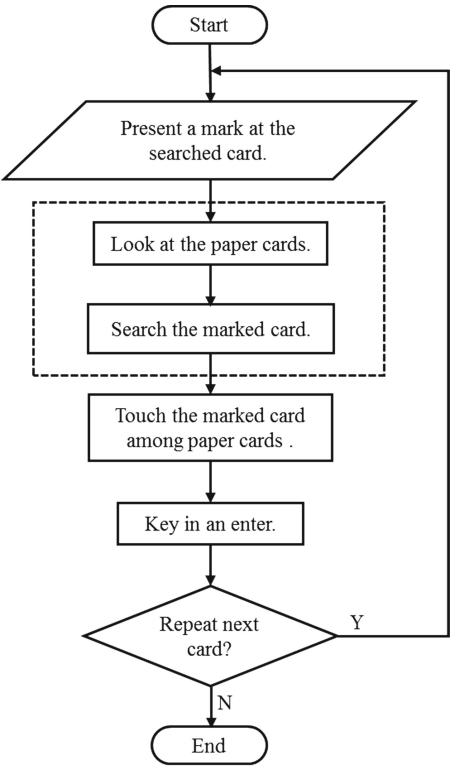 Start
Present a mark at the
searched card.
Look at the paper cards.
Search the marked card.
Touch the marked card
among paper cards .
Key in an enter.
Repeat next
card?
Y
N
End